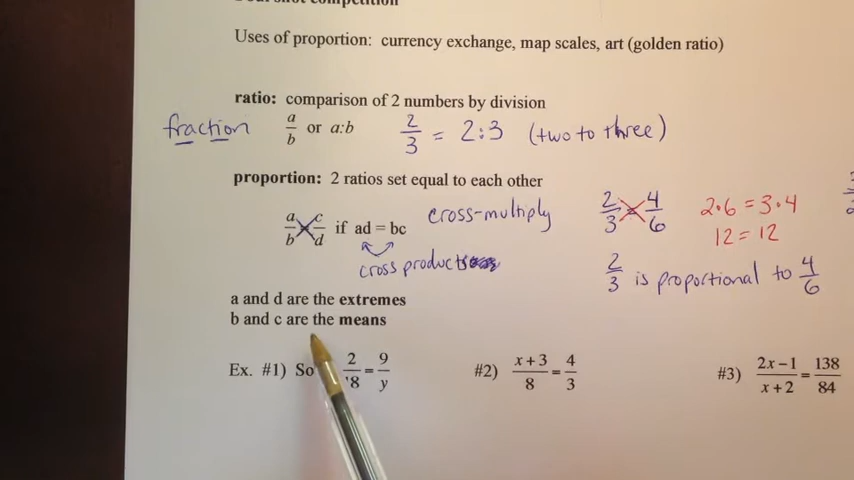 Uses of proportion: currency exchange, map scales, art (golden ratio)
ratio: comparison of 2 numbers by division
fraction a/b or a:b 2/3 = 2:3 (two to three)
proportion: 2 ratios set equal to each other
a/b = c/d if ad = bc cross-multiply 2/3 = 4/6 2·6 = 3·4
12 = 12
cross products 2/3 is proportional to 4/6
a and d are the extremes
b and c are the means
Ex. #1) So 2/18 = 9/y #2) x+3/8 = 4/3 #3) 2x-1/x+2 = 138/84